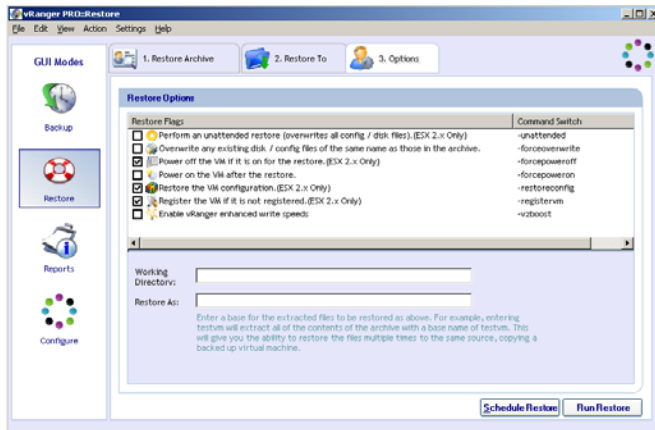 vRanger PRO::Restore
File Edit View Action Settings Help
GUI Modes
Backup
Restore
Reports
Configure
1. Restore Archive
2. Restore To
3. Options
Restore Options
Restore Flags Command Switch
Perform an unattended restore (overwrites all config / disk files).(ESX 2.x Only) -unattended
Overwrite any existing disk / config files of the same name as those in the archive. -forceoverwrite
Power off the VM if it is on for the restore.(ESX 2.x Only) -forcepoweroff
Power on the VM after the restore. -forcepoweron
Restore the VM configuration.(ESX 2.x Only) -restoreconfig
Register the VM if it is not registered.(ESX 2.x Only) -registervm
Enable vRanger enhanced write speeds -vzboost
Working
Directory:
Restore As:
Enter a base for the extracted files to be restored as above. For example, entering
testvm will extract all of the contents of the archive with a base name of testvm. This
will give you the ability to restore the files multiple times to the same source, copying a
backed up virtual machine.
Schedule Restore Run Restore